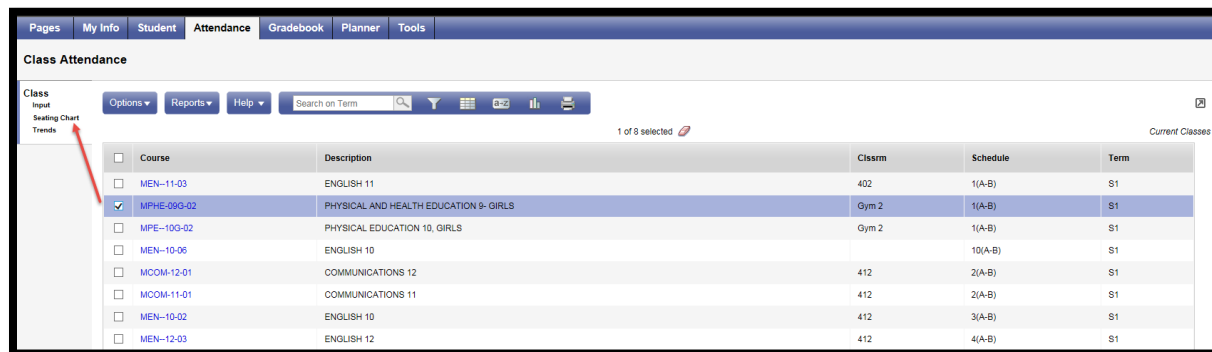 Pages My Info Student Attendance Gradebook Planner Tools
Class Attendance
Class
Input
Seating Chart
Trends
Options Reports Help Search on Term a-z
1 of 8 selected Current Classes
Course Description Clssrm Schedule Term
MEN--11-03 ENGLISH 11 402 1(A-B) S1
MPHE-09G-02 PHYSICAL AND HEALTH EDUCATION 9- GIRLS Gym 2 1(A-B) S1
MPE--10G-02 PHYSICAL EDUCATION 10, GIRLS Gym 2 1(A-B) S1
MEN--10-06 ENGLISH 10 10(A-B) S1
MCOM-12-01 COMMUNICATIONS 12 412 2(A-B) S1
MCOM-11-01 COMMUNICATIONS 11 412 2(A-B) S1
MEN--10-02 ENGLISH 10 412 3(A-B) S1
MEN--12-03 ENGLISH 12 412 4(A-B) S1